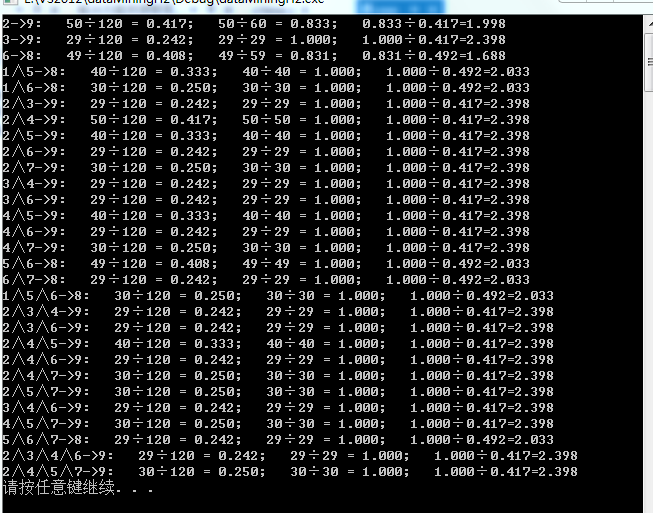 2->9:   50÷120 = 0.417;   50÷60 = 0.833;   0.833÷0.417=1.998
3->9:   29÷120 = 0.242;   29÷29 = 1.000;   1.000÷0.417=2.398
6->8:   49÷120 = 0.408;   49÷59 = 0.831;   0.831÷0.492=1.688
1∧5->8:   40÷120 = 0.333;   40÷40 = 1.000;   1.000÷0.492=2.033
1∧6->8:   30÷120 = 0.250;   30÷30 = 1.000;   1.000÷0.492=2.033
2∧3->9:   29÷120 = 0.242;   29÷29 = 1.000;   1.000÷0.417=2.398
2∧4->9:   50÷120 = 0.417;   50÷50 = 1.000;   1.000÷0.417=2.398
2∧5->9:   40÷120 = 0.333;   40÷40 = 1.000;   1.000÷0.417=2.398
2∧6->9:   29÷120 = 0.242;   29÷29 = 1.000;   1.000÷0.417=2.398
2∧7->9:   30÷120 = 0.250;   30÷30 = 1.000;   1.000÷0.417=2.398
3∧4->9:   29÷120 = 0.242;   29÷29 = 1.000;   1.000÷0.417=2.398
3∧6->9:   29÷120 = 0.242;   29÷29 = 1.000;   1.000÷0.417=2.398
4∧5->9:   40÷120 = 0.333;   40÷40 = 1.000;   1.000÷0.417=2.398
4∧6->9:   29÷120 = 0.242;   29÷29 = 1.000;   1.000÷0.417=2.398
4∧7->9:   30÷120 = 0.250;   30÷30 = 1.000;   1.000÷0.417=2.398
5∧6->8:   49÷120 = 0.408;   49÷49 = 1.000;   1.000÷0.492=2.033
6∧7->8:   29÷120 = 0.242;   29÷29 = 1.000;   1.000÷0.492=2.033
1∧5∧6->8:   30÷120 = 0.250;   30÷30 = 1.000;   1.000÷0.492=2.033
2∧3∧4->9:   29÷120 = 0.242;   29÷29 = 1.000;   1.000÷0.417=2.398
2∧3∧6->9:   29÷120 = 0.242;   29÷29 = 1.000;   1.000÷0.417=2.398
2∧4∧5->9:   40÷120 = 0.333;   40÷40 = 1.000;   1.000÷0.417=2.398
2∧4∧6->9:   29÷120 = 0.242;   29÷29 = 1.000;   1.000÷0.417=2.398
2∧4∧7->9:   30÷120 = 0.250;   30÷30 = 1.000;   1.000÷0.417=2.398
2∧5∧7->9:   30÷120 = 0.250;   30÷30 = 1.000;   1.000÷0.417=2.398
3∧4∧6->9:   29÷120 = 0.242;   29÷29 = 1.000;   1.000÷0.417=2.398
4∧5∧7->9:   30÷120 = 0.250;   30÷30 = 1.000;   1.000÷0.417=2.398
5∧6∧7->8:   29÷120 = 0.242;   29÷29 = 1.000;   1.000÷0.492=2.033
2∧3∧4∧6->9:   29÷120 = 0.242;   29÷29 = 1.000;   1.000÷0.417=2.398
2∧4∧5∧7->9:   30÷120 = 0.250;   30÷30 = 1.000;   1.000÷0.417=2.398
请按任意键继续. . .